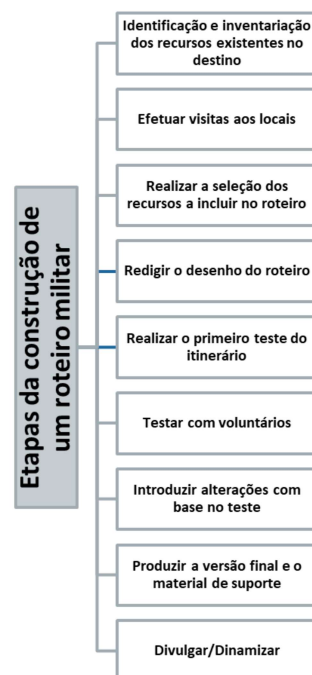 Etapas da construção de
um roteiro militar
Identificação e inventariação
dos recursos existentes no
destino
Efetuar visitas aos locais
Realizar a seleção dos
recursos a incluir no roteiro
Redigir o desenho do roteiro
Realizar o primeiro teste do
itinerário
Testar com voluntários
Introduzir alterações com
base no teste
Produzir a versão final e o
material de suporte
Divulgar/Dinamizar